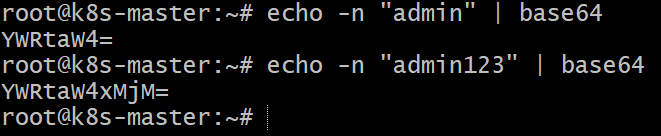 root@k8s-master:~# echo -n "admin" | base64
YWRtaW4=
root@k8s-master:~# echo -n "admin123" | base64
YWRtaW4xMjM=
root@k8s-master:~#